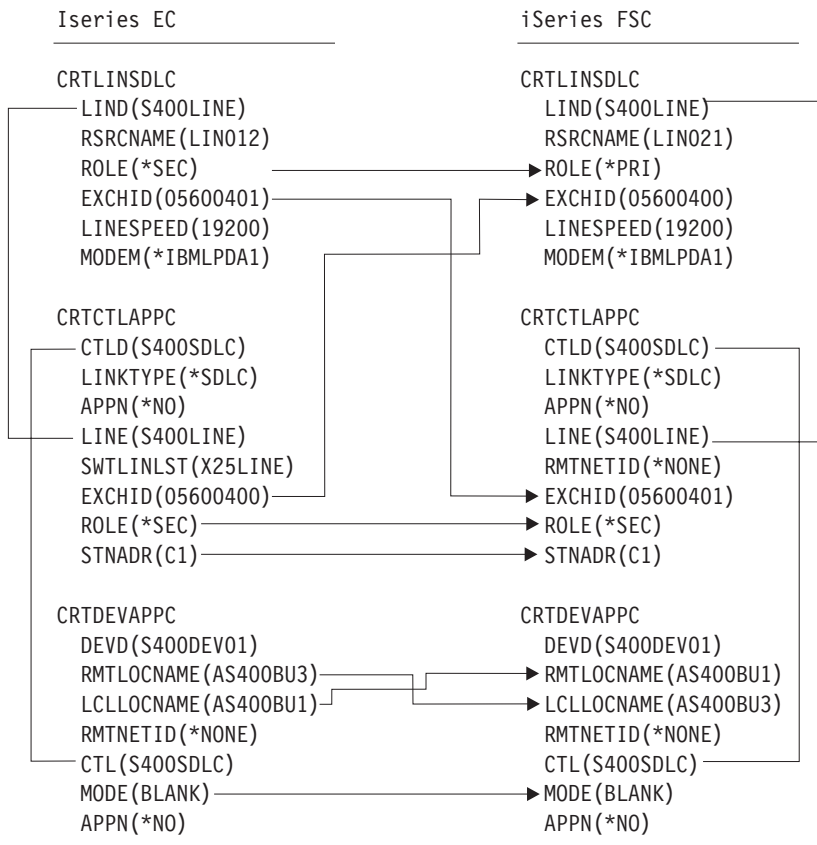 Iseries EC
CRTLINSDLC
LIND(S400LINE)
RSRCNAME(LIN012)
ROLE(*SEC)
EXCHID(05600401)
LINESPEED(19200)
MODEM(*IBMLPDA1)
CRTCTLAPPC
CTLD(S400SDLC)
LINKTYPE(*SDLC)
APPN(*NO)
LINE(S400LINE)
SWTLINLST(X25LINE)
EXCHID(05600400)
ROLE(*SEC)
STNADR(C1)
CRTDEVAPPC
DEVD(S400DEV01)
RMTLOCNAME(AS400BU3)
LCLLOCNAME(AS400BU1)
RMTNETID(*NONE)
CTL(S400SDLC)
MODE(BLANK)
APPN(*NO)
iSeries FSC
CRTLINSDLC
LIND(S400LINE)
RSRCNAME(LIN021)
ROLE(*PRI)
EXCHID(05600400)
LINESPEED(19200)
MODEM(*IBMLPDA1)
CRTCTLAPPC
CTLD(S400SDLC)
LINKTYPE(*SDLC)
APPN(*NO)
LINE(S400LINE)
RMTNETID(*NONE)
EXCHID(05600401)
ROLE(*SEC)
STNADR(C1)
CRTDEVAPPC
DEVD(S400DEV01)
RMTLOCNAME(AS400BU1)
LCLLOCNAME(AS400BU3)
RMTNETID(*NONE)
CTL(S400SDLC)
MODE(BLANK)
APPN(*NO)